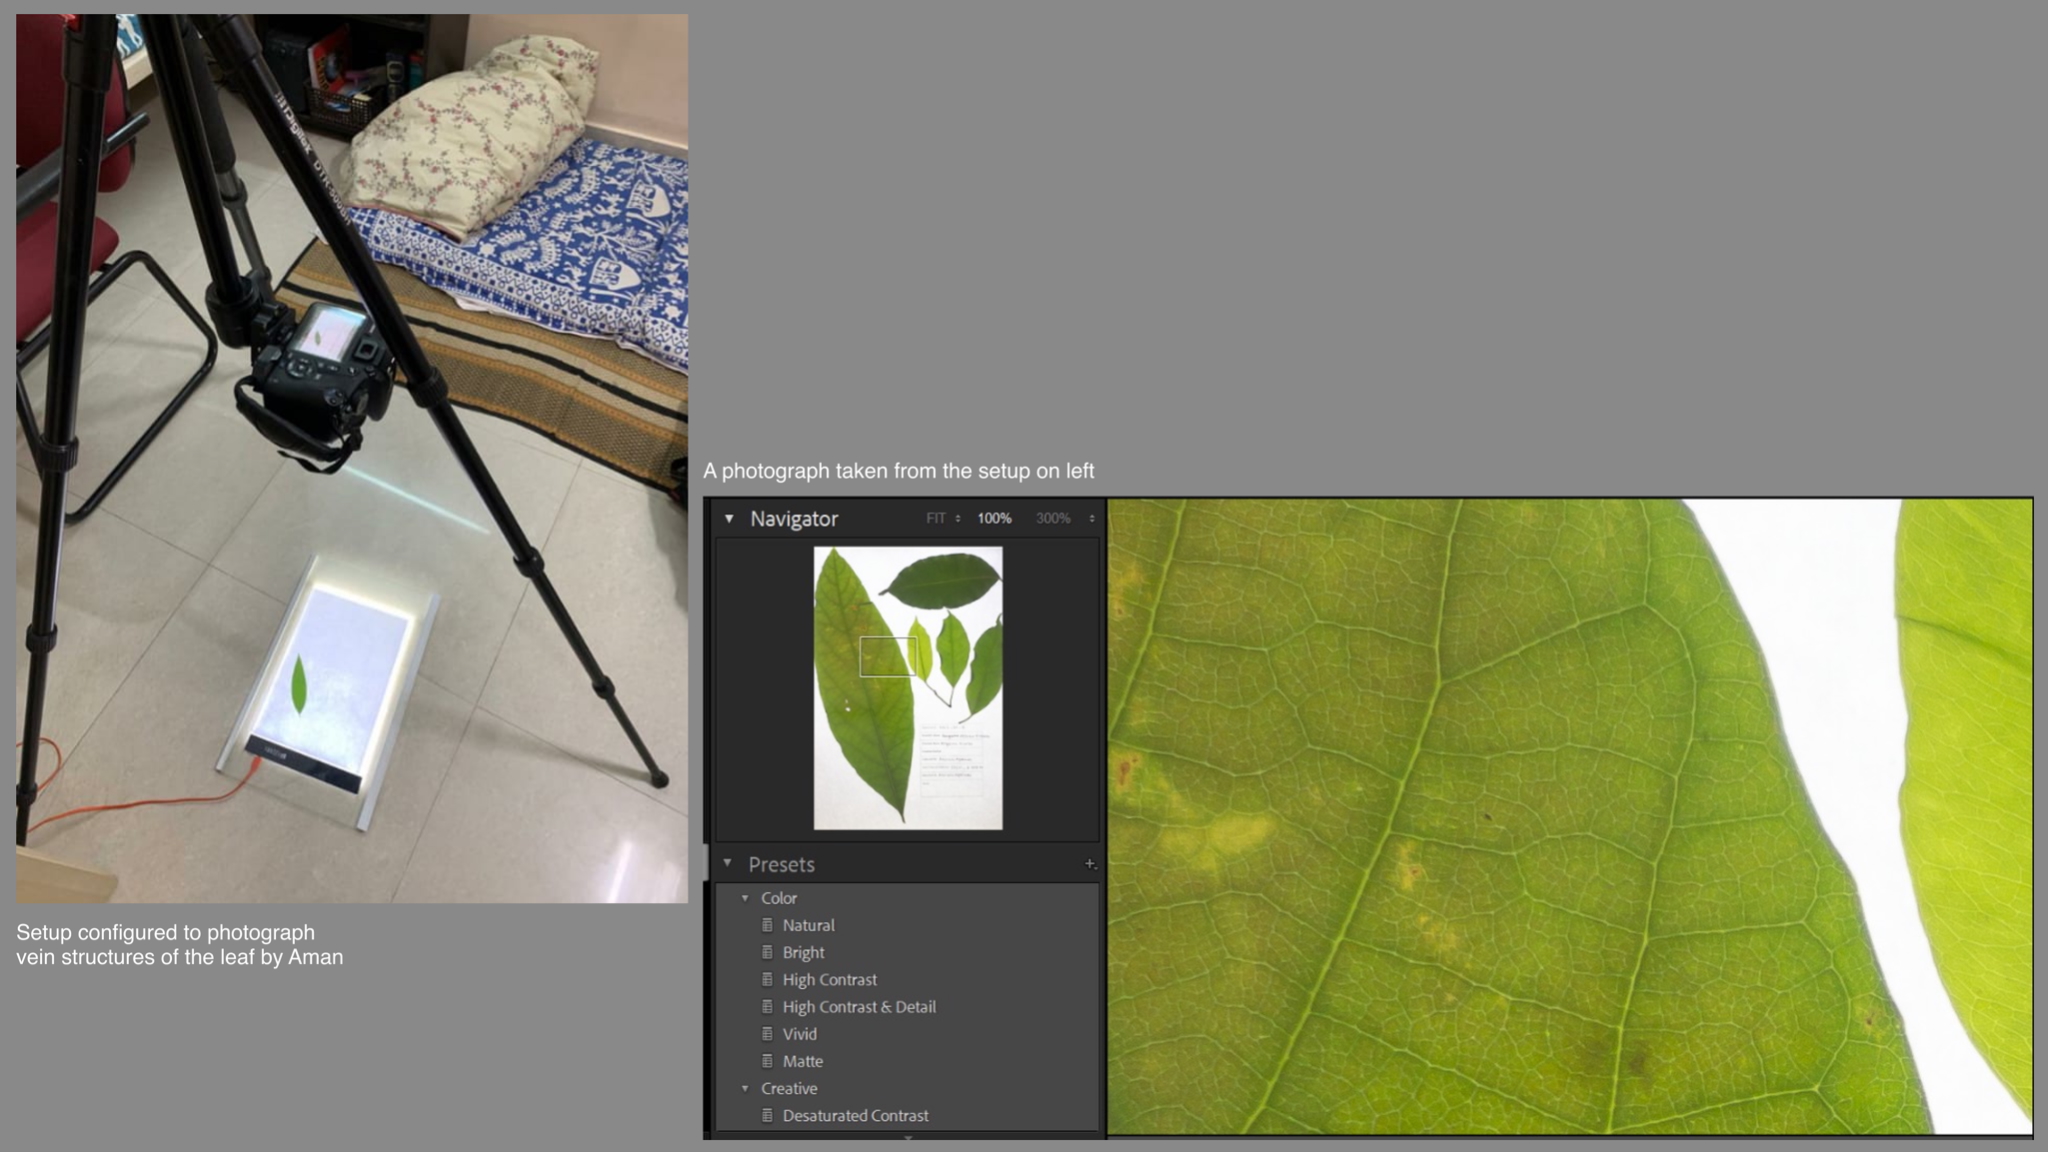 Setup configured to photograph
vein structures of the leaf by Aman
A photograph taken from the setup on left
Navigator
FIT
100%
300%
Presets
Color
Natural
Bright
High Contrast
High Contrast & Detail
Vivid
Matte
Creative
Desaturated Contrast